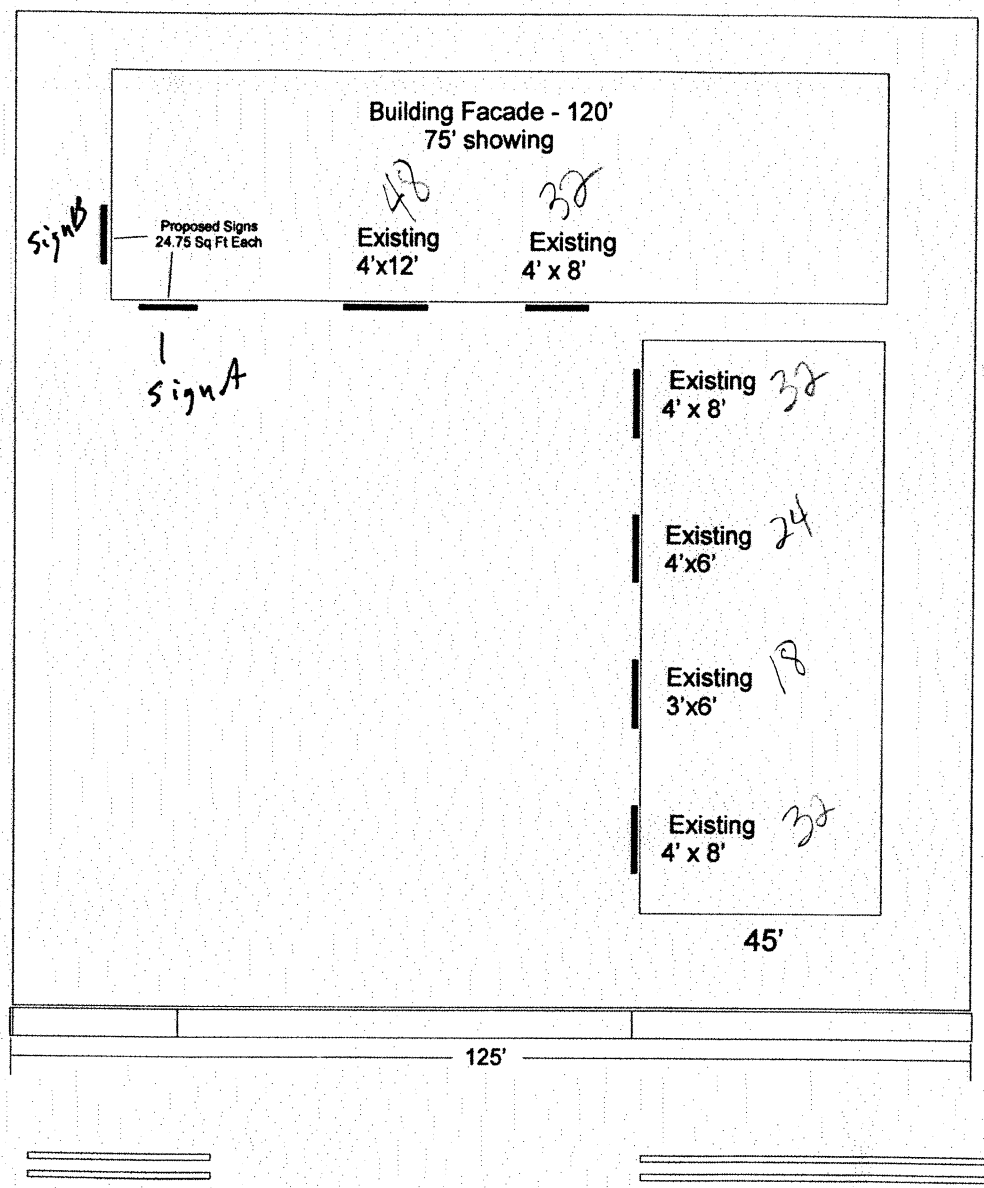 Building Facade - 120'
75' showing
48
32
Sign B
Proposed Signs
24.75 Sq Ft Each
Existing
4'x12'
Existing
4' x 8'
Sign A
Existing 32
4' x 8'
Existing 24
4'x6'
Existing 18
3'x6'
Existing 32
4' x 8'
45'
125'